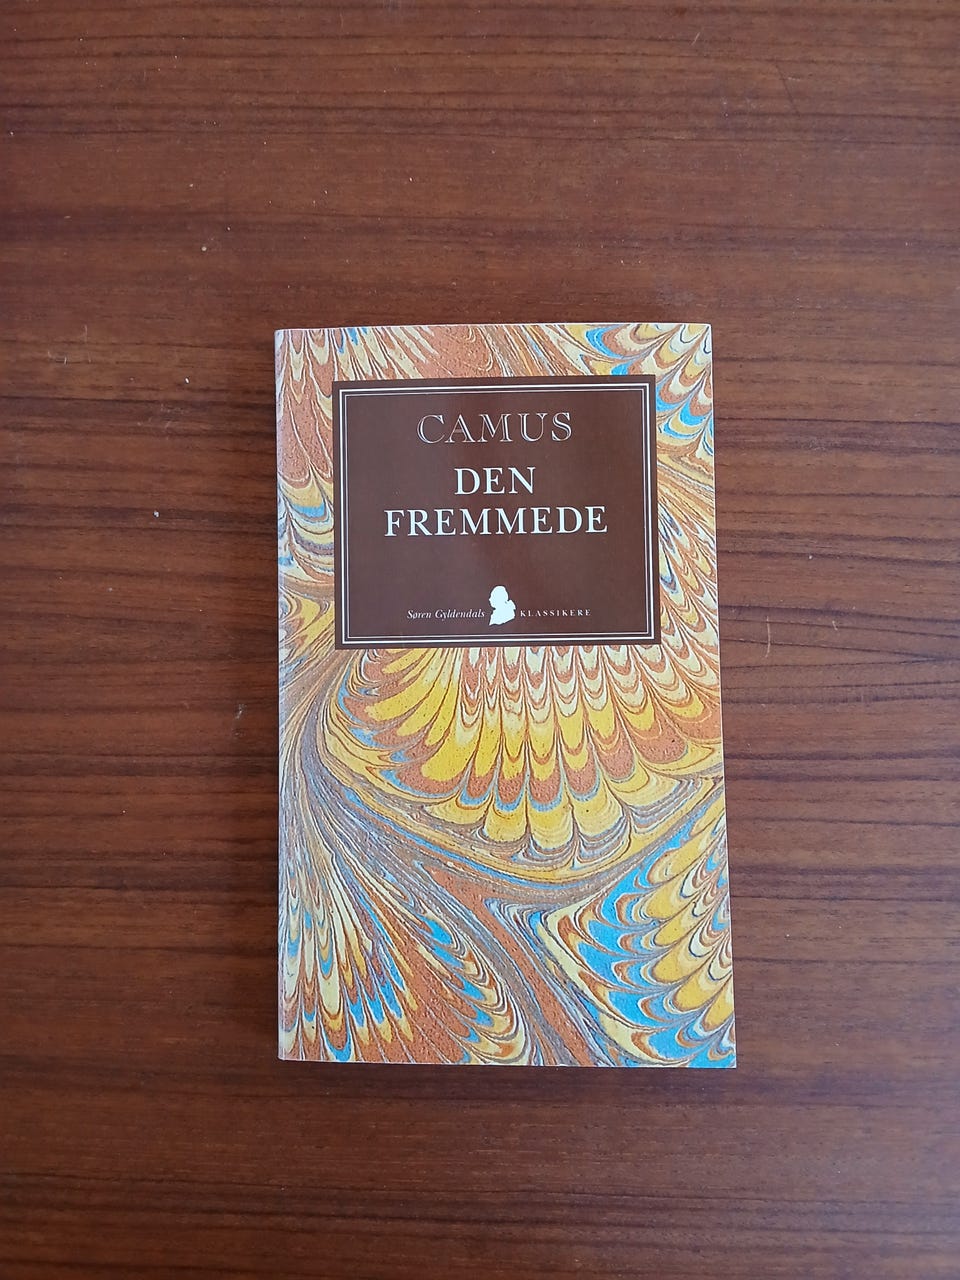 CAMUS
DEN
FREMMEDE
Søren Gyldendals KLASSIKERE